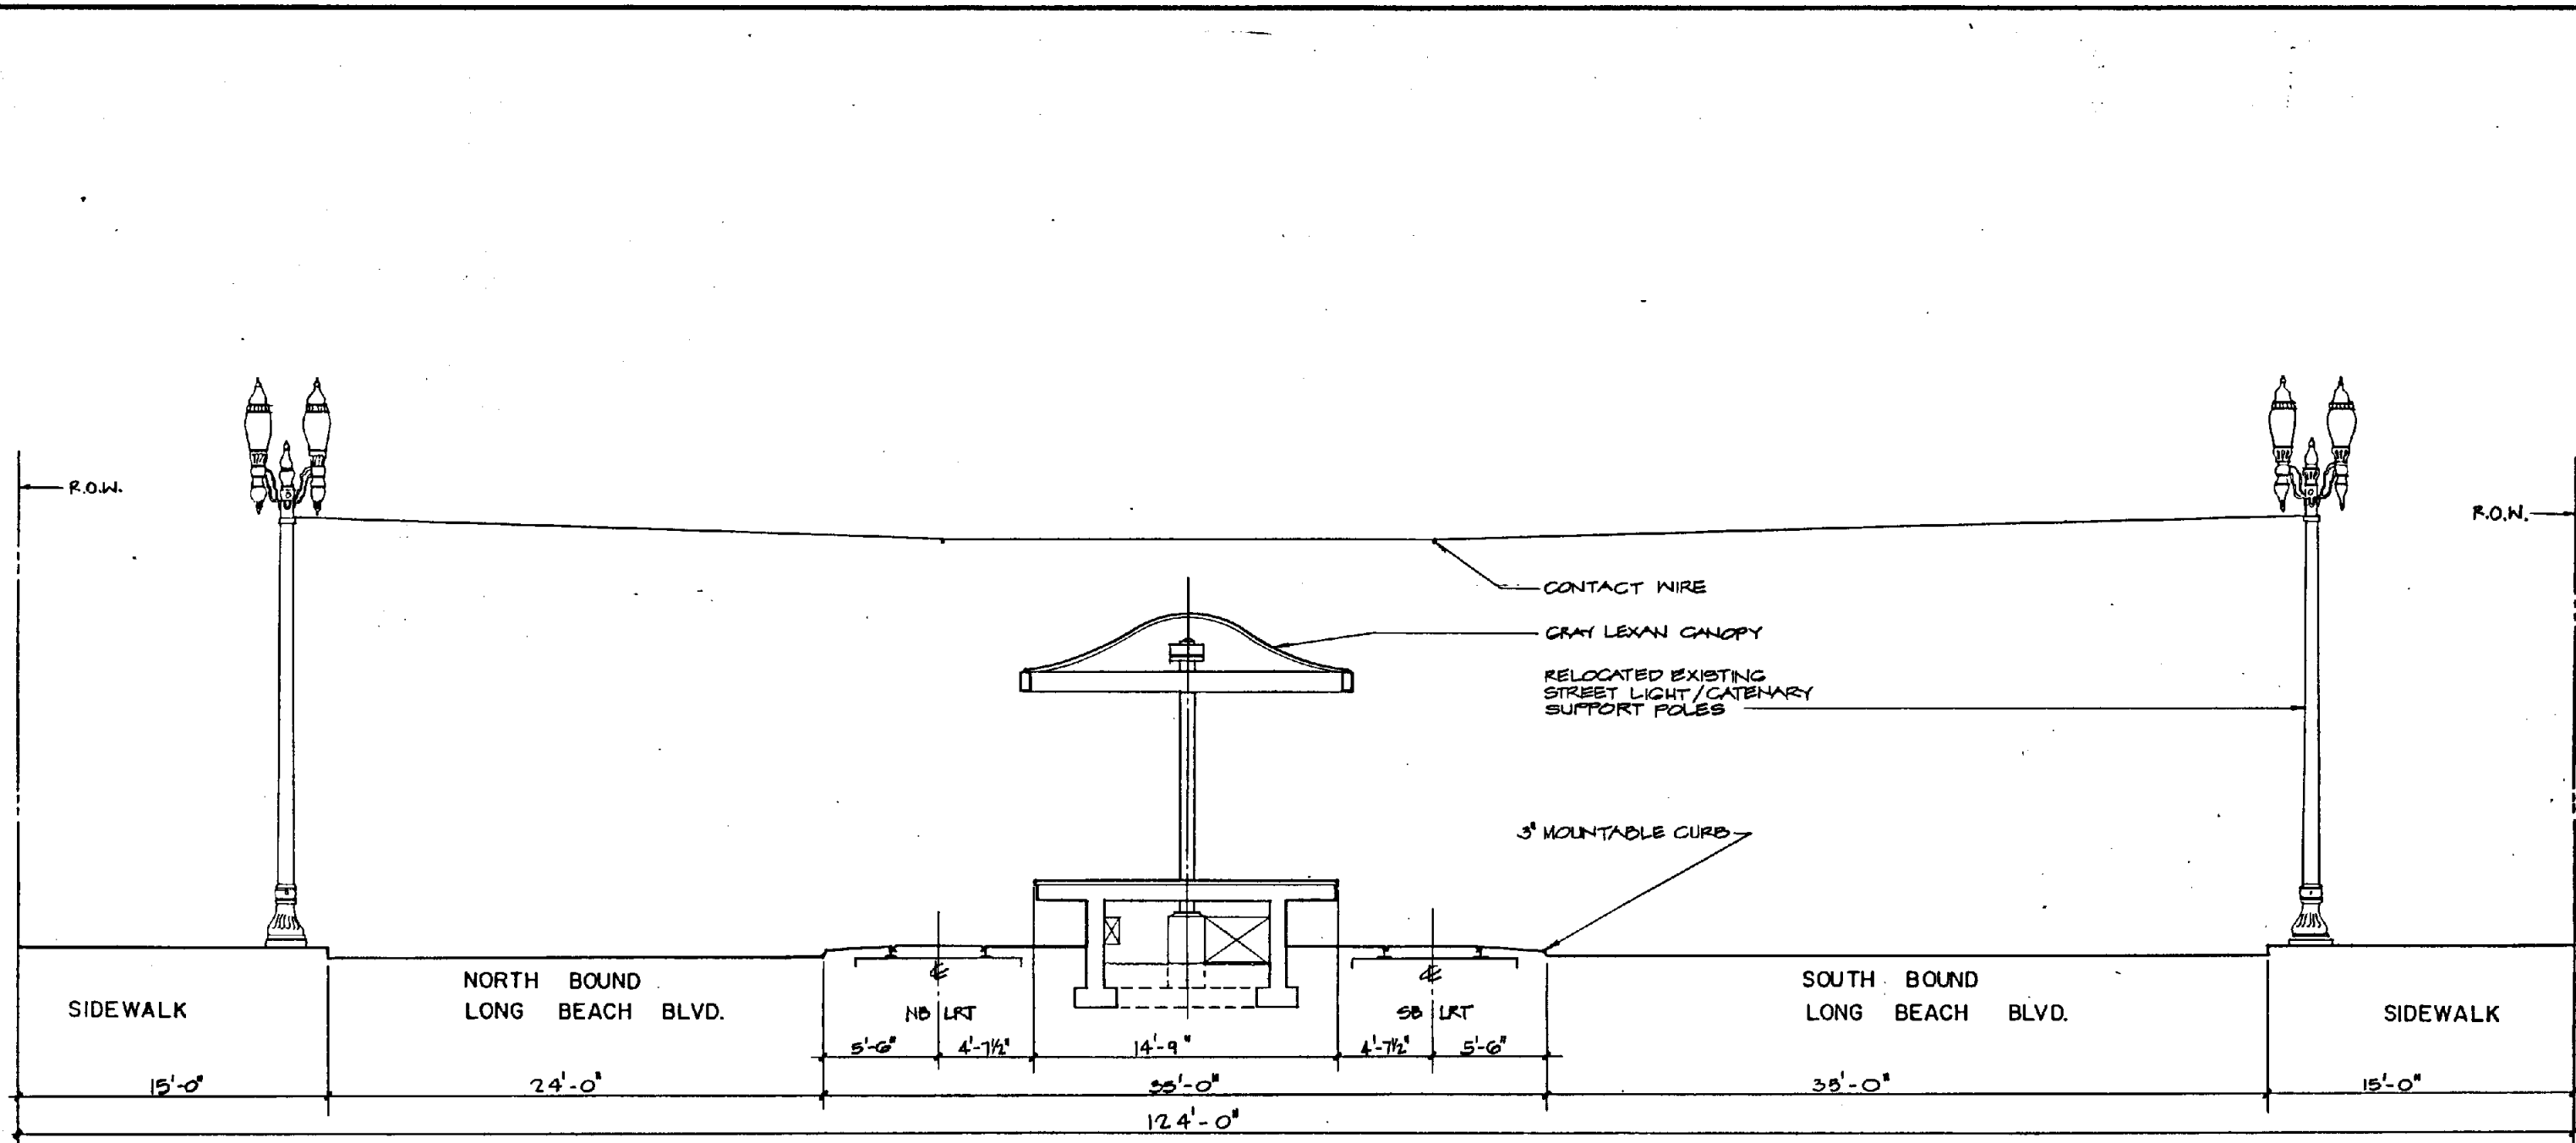 R.O.W.
R.O.W.
CONTACT WIRE
GRAY LEXAN CANOPY
RELOCATED EXISTING
STREET LIGHT/CATENARY
SUPPORT POLES
3" MOUNTABLE CURB
NORTH BOUND
LONG BEACH BLVD.
SOUTH BOUND
LONG BEACH BLVD.
SIDEWALK
NB LRT
SB LRT
SIDEWALK
5'-6"
4'-7½"
14'-9"
4'-7½"
5'-6"
15'-0"
24'-0"
35'-0"
35'-0"
15'-0"
124'-0"